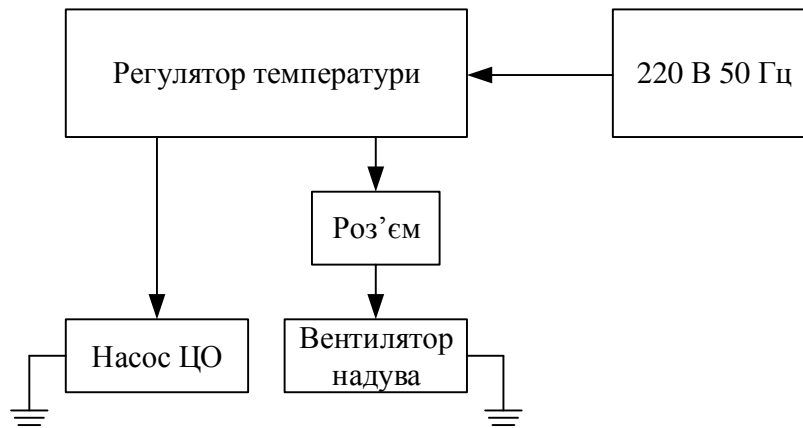 Регулятор температури
220 В 50 Гц
Роз’єм
Насос ЦО
Вентилятор
надува